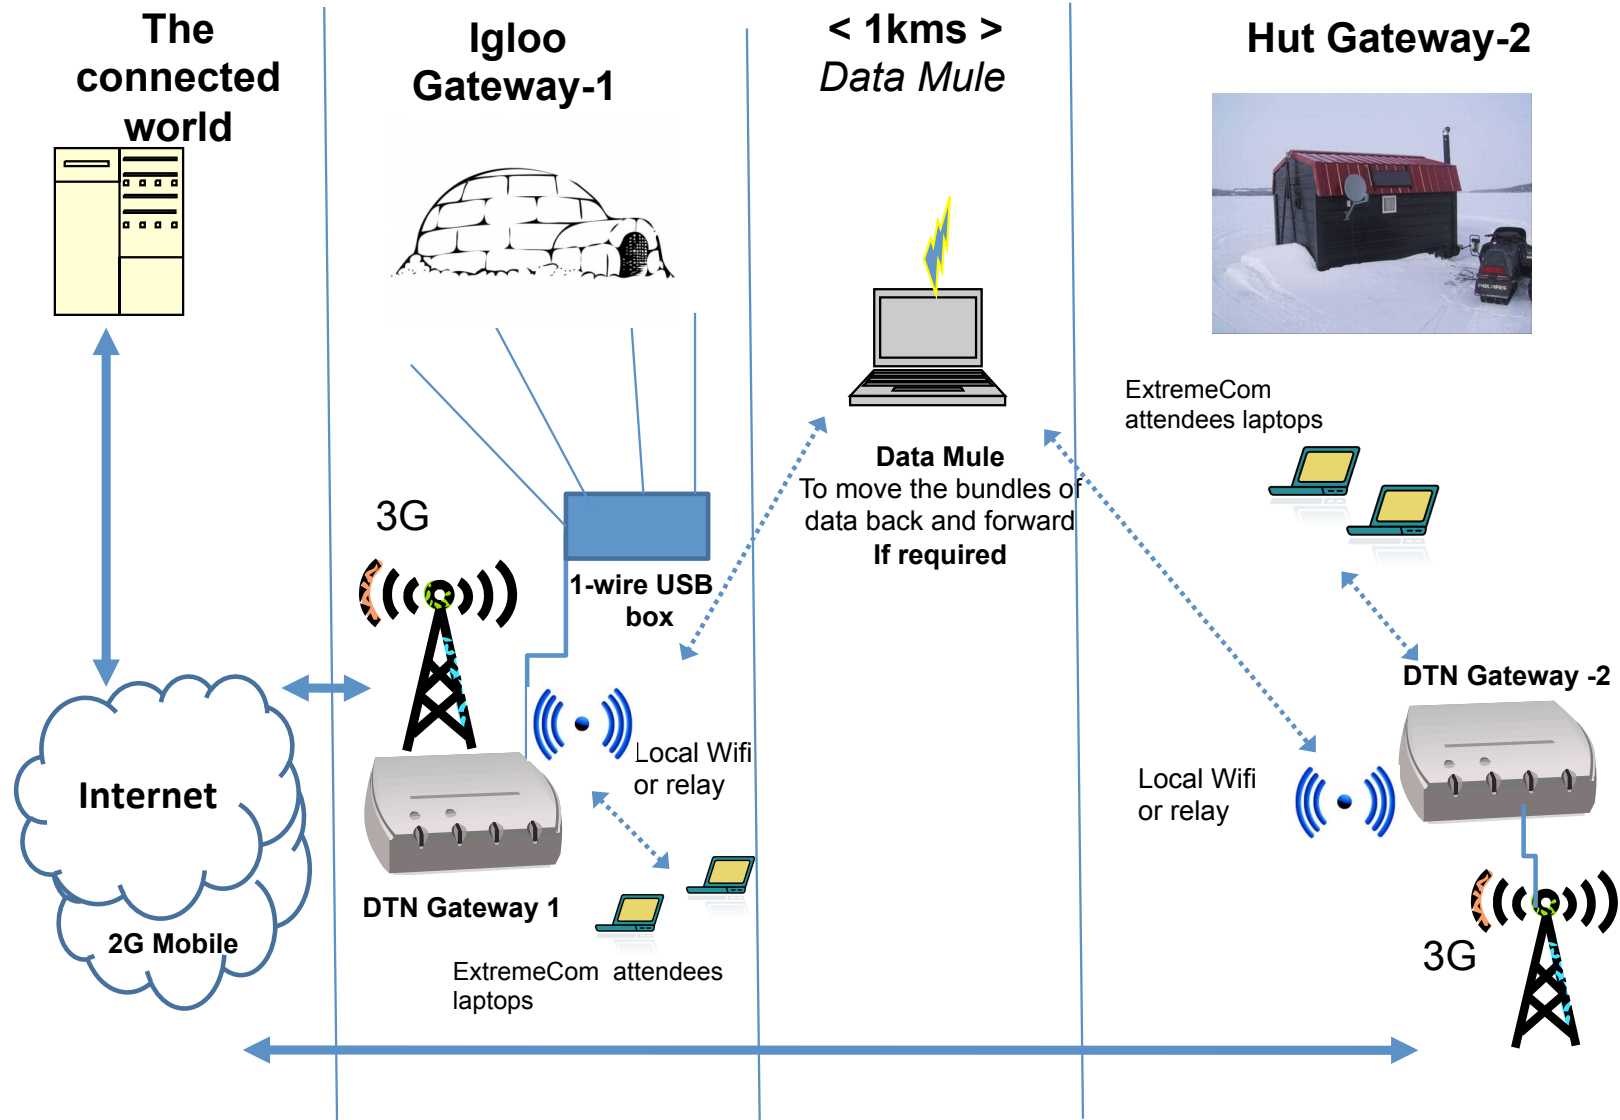 The
connected
world
Igloo
Gateway-1
< 1kms >
Data Mule
Hut Gateway-2
POLARIS
ExtremeCom
attendees laptops
Data Mule
To move the bundles of
data back and forward
If required
3G
1-wire USB
box
DTN Gateway -2
Local Wifi
or relay
Local Wifi
or relay
Internet
2G Mobile
DTN Gateway 1
3G
ExtremeCom attendees
laptops